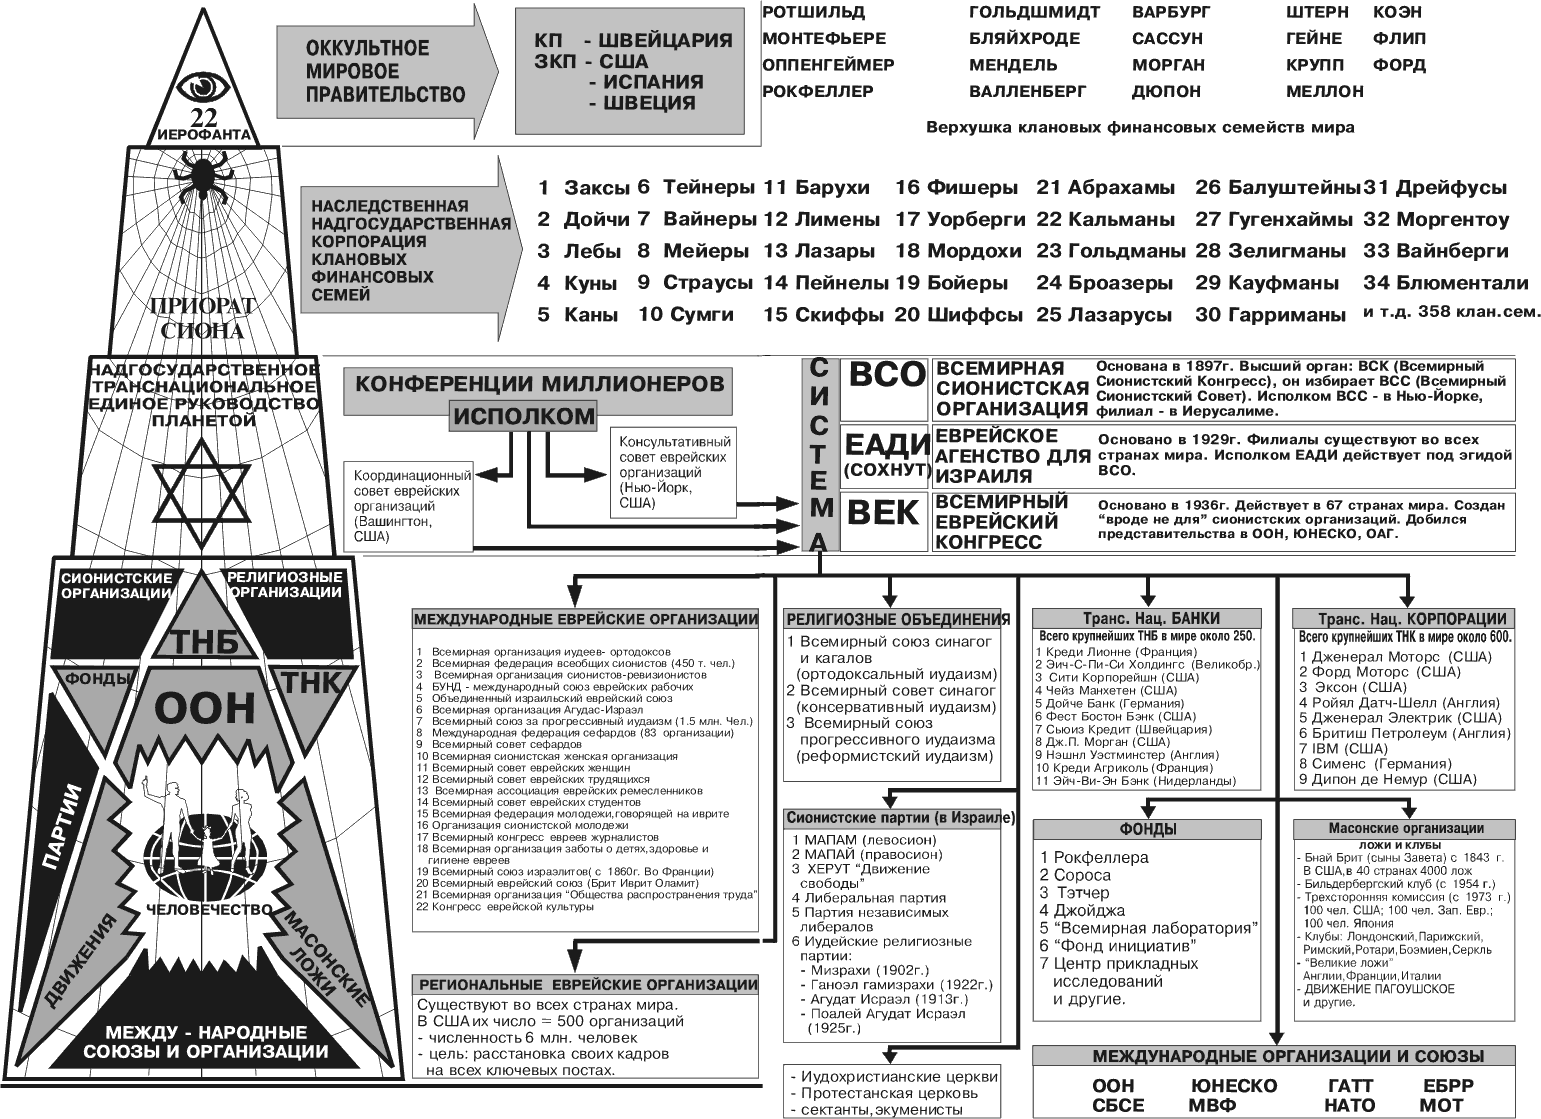 22
ИЕРОФАНТА
ОККУЛЬТНОЕ
МИРОВОЕ
ПРАВИТЕЛЬСТВО
КП - ШВЕЙЦАРИЯ
ЗКП - США
- ИСПАНИЯ
- ШВЕЦИЯ
РОТШИЛЬД ГОЛЬДШМИДТ ВАРБУРГ ШТЕРН КОЭН
МОНТЕФЬЕРЕ БЛЯЙХРОДЕ САССУН ГЕЙНЕ ФЛИП
ОППЕНГЕЙМЕР МЕНДЕЛЬ МОРГАН КРУПП ФОРД
РОКФЕЛЛЕР ВАЛЛЕНБЕРГ ДЮПОН МЕЛЛОН
Верхушка клановых финансовых семейств мира
ПРИОРАТ
СИОНА
НАСЛЕДСТВЕННАЯ
НАДГОСУДАРСТВЕННАЯ
КОРПОРАЦИЯ
КЛАНОВЫХ
ФИНАНСОВЫХ
СЕМЕЙ
1 Заксы 6 Тейнеры 11 Барухи 16 Фишеры 21 Абрахамы 26 Балуштейны 31 Дрейфусы
2 Дойчи 7 Вайнеры 12 Лимены 17 Уорберги 22 Кальманы 27 Гугенхаймы 32 Моргентоу
3 Лебы 8 Мейеры 13 Лазары 18 Мордохи 23 Гольдманы 28 Зелигманы 33 Вайнберги
4 Куны 9 Страусы 14 Пейнелы 19 Бойеры 24 Броазеры 29 Кауфманы 34 Блюментали
5 Каны 10 Сумги 15 Скиффы 20 Шиффсы 25 Лазарусы 30 Гарриманы и т.д. 358 клан.сем.
НАДГОСУДАРСТВЕННОЕ
ТРАНСНАЦИОНАЛЬНОЕ
ЕДИНОЕ РУКОВОДСТВО
ПЛАНЕТОЙ
КОНФЕРЕНЦИИ МИЛЛИОНЕРОВ
ИСПОЛКОМ
Координационный
совет еврейских
организаций
(Вашингтон,
США)
Консультативный
совет еврейских
организаций
(Нью-Йорк,
США)
СИСТЕМА
ВСО
ВСЕМИРНАЯ
СИОНИСТСКАЯ
ОРГАНИЗАЦИЯ
Основана в 1897г. Высший орган: ВСК (Всемирный
Сионистский Конгресс), он избирает ВСС (Всемирный
Сионистский Совет). Исполком ВСС - в Нью-Йорке,
филиал - в Иерусалиме.
ЕАДИ
(СОХНУТ)
ЕВРЕЙСКОЕ
АГЕНСТВО ДЛЯ
ИЗРАИЛЯ
Основано в 1929г. Филиалы существуют во всех
странах мира. Исполком ЕАДИ действует под эгидой
ВСО.
ВЕК
ВСЕМИРНЫЙ
ЕВРЕЙСКИЙ
КОНГРЕСС
Основано в 1936г. Действует в 67 странах мира. Создан
“вроде не для” сионистских организаций. Добился
представительства в ООН, ЮНЕСКО, ОАГ.
СИОНИСТСКИЕ
ОРГАНИЗАЦИИ
РЕЛИГИОЗНЫЕ
ОРГАНИЗАЦИИ
ТНБ
ФОНДЫ
ТНК
ООН
ПАРТИИ
ЧЕЛОВЕЧЕСТВО
ДВИЖЕНИЯ
МАСОНСКИЕ
ЛОЖИ
МЕЖДУ - НАРОДНЫЕ
СОЮЗЫ И ОРГАНИЗАЦИИ
МЕЖДУНАРОДНЫЕ ЕВРЕЙСКИЕ ОРГАНИЗАЦИИ
1 Всемирная организация иудеев- ортодоксов
2 Всемирная федерация всеобщих сионистов (450 т. чел.)
3 Всемирная организация сионистов-ревизионистов
4 БУНД - международный союз еврейских рабочих
5 Объединенный израильский еврейский союз
6 Всемирная организация Агудас-Израэл
7 Всемирный союз за прогрессивный иудаизм (1.5 млн. Чел.)
8 Международная федерация сефардов (83 организации)
9 Всемирный совет сефардов
10 Всемирная сионистская женская организация
11 Всемирный совет еврейских женщин
12 Всемирный совет еврейских трудящихся
13 Всемирная ассоциация еврейских ремесленников
14 Всемирный совет еврейских студентов
15 Всемирная федерация молодежи,говорящей на иврите
16 Организация сионистской молодежи
17 Всемирный конгресс евреев журналистов
18 Всемирная организация заботы о детях,здоровье и
гигиене евреев
19 Всемирный союз израэлитов( с 1860г. Во Франции)
20 Всемирный еврейский союз (Брит Иврит Оламит)
21 Всемирная организация “Общества распространения труда”
22 Конгресс еврейской культуры
РЕГИОНАЛЬНЫЕ ЕВРЕЙСКИЕ ОРГАНИЗАЦИИ
Существуют во всех странах мира.
В США их число = 500 организаций
- численность 6 млн. человек
- цель: расстановка своих кадров
на всех ключевых постах.
РЕЛИГИОЗНЫЕ ОБЪЕДИНЕНИЯ
1 Всемирный союз синагог
и кагалов
(ортодоксальный иудаизм)
2 Всемирный совет синагог
(консервативный иудаизм)
3 Всемирный союз
прогрессивного иудаизма
(реформистский иудаизм)
Сионистские партии (в Израиле)
1 МАПАМ (левосион)
2 МАПАЙ (правосион)
3 ХЕРУТ “Движение
свободы”
4 Либеральная партия
5 Партия независимых
либералов
6 Иудейские религиозные
партии:
- Мизрахи (1902г.)
- Ганоэл гамизрахи (1922г.)
- Агудат Исраэл (1913г.)
- Поалей Агудат Исраэл
(1925г.)
- Иудохристианские церкви
- Протестанская церковь
- сектанты,экуменисты
Транс. Нац. БАНКИ
Всего крупнейших ТНБ в мире около 250.
1 Креди Лионне (Франция)
2 Эич-С-Пи-Си Холдингс (Великобр.)
3 Сити Корпорейшн (США)
4 Чейз Манхетен (США)
5 Дойче Банк (Германия)
6 Фест Бостон Бэнк (США)
7 Сьюиз Кредит (Швейцария)
8 Дж.П. Морган (США)
9 Нэшнл Уэстминстер (Англия)
10 Креди Агриколь (Франция)
11 Эйч-Ви-Эн Бэнк (Нидерланды)
Транс. Нац. КОРПОРАЦИИ
Всего крупнейших ТНК в мире около 600.
1 Дженерал Моторс (США)
2 Форд Моторс (США)
3 Эксон (США)
4 Ройял Датч-Шелл (Англия)
5 Дженерал Электрик (США)
6 Бритиш Петролеум (Англия)
7 IBM (США)
8 Сименс (Германия)
9 Дипон де Немур (США)
ФОНДЫ
1 Рокфеллера
2 Сороса
3 Тэтчер
4 Джойджа
5 “Всемирная лаборатория”
6 “Фонд инициатив”
7 Центр прикладных
исследований
и другие.
Масонские организации
ЛОЖИ И КЛУБЫ
- Бнай Брит (сыны Завета) с 1843 г.
В США,в 40 странах 4000 лож
- Бильдербергский клуб (с 1954 г.)
- Трехсторонняя комиссия (с 1973 г.)
100 чел. США; 100 чел. Зап. Евр.;
100 чел. Япония
- Клубы: Лондонский,Парижский,
Римский,Ротари,Боэмиен,Серкль
- “Великие ложи”
Англии,Франции,Италии
- ДВИЖЕНИЕ ПАГОУШСКОЕ
и другие.
МЕЖДУНАРОДНЫЕ ОРГАНИЗАЦИИ И СОЮЗЫ
ООН ЮНЕСКО ГАТТ ЕБРР
СБСЕ МВФ НАТО МОТ